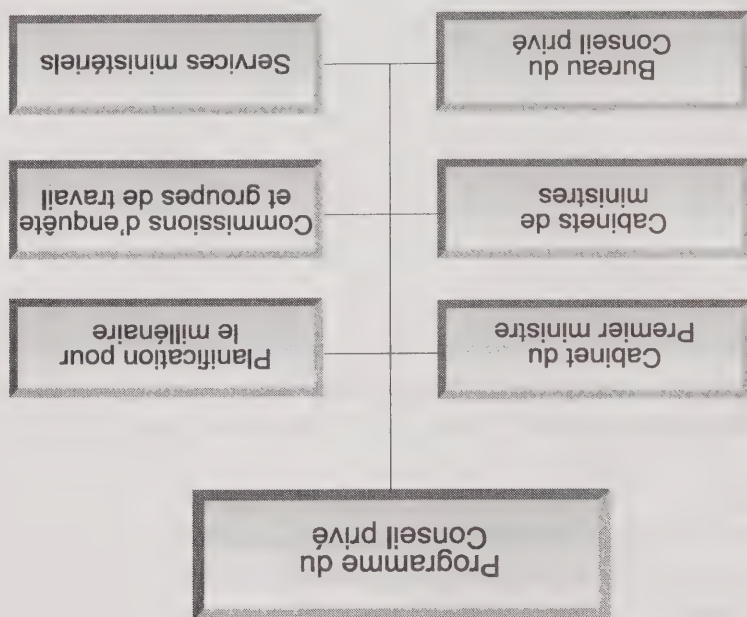 Programme du
Conseil privé
Cabinet du
Premier ministre
Planification pour
le millénaire
Cabinets de
ministres
Commissions d'enquête
et groupes de travail
Bureau du
Conseil privé
Services ministériels